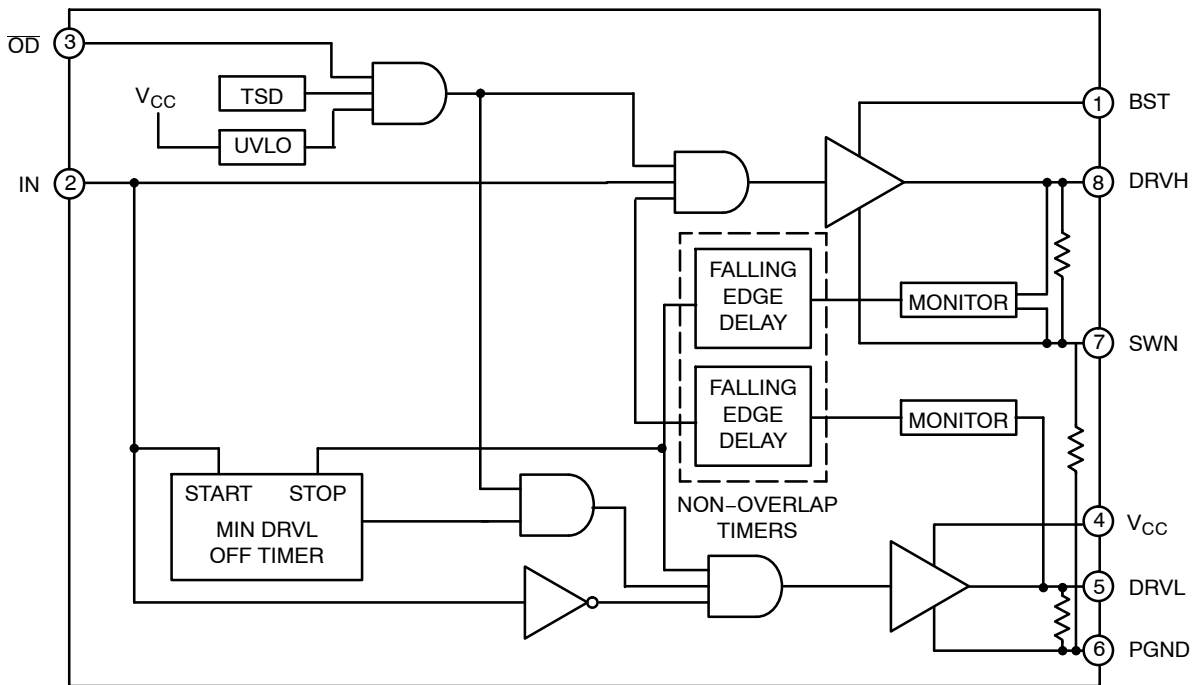 OD
3
TSD
VCC
UVLO
1
BST
IN
2
8
DRVH
FALLING
EDGE
DELAY
MONITOR
7
SWN
FALLING
EDGE
DELAY
MONITOR
START
STOP
MIN DRVL
OFF TIMER
NON–OVERLAP
TIMERS
4
VCC
5
DRVL
6
PGND